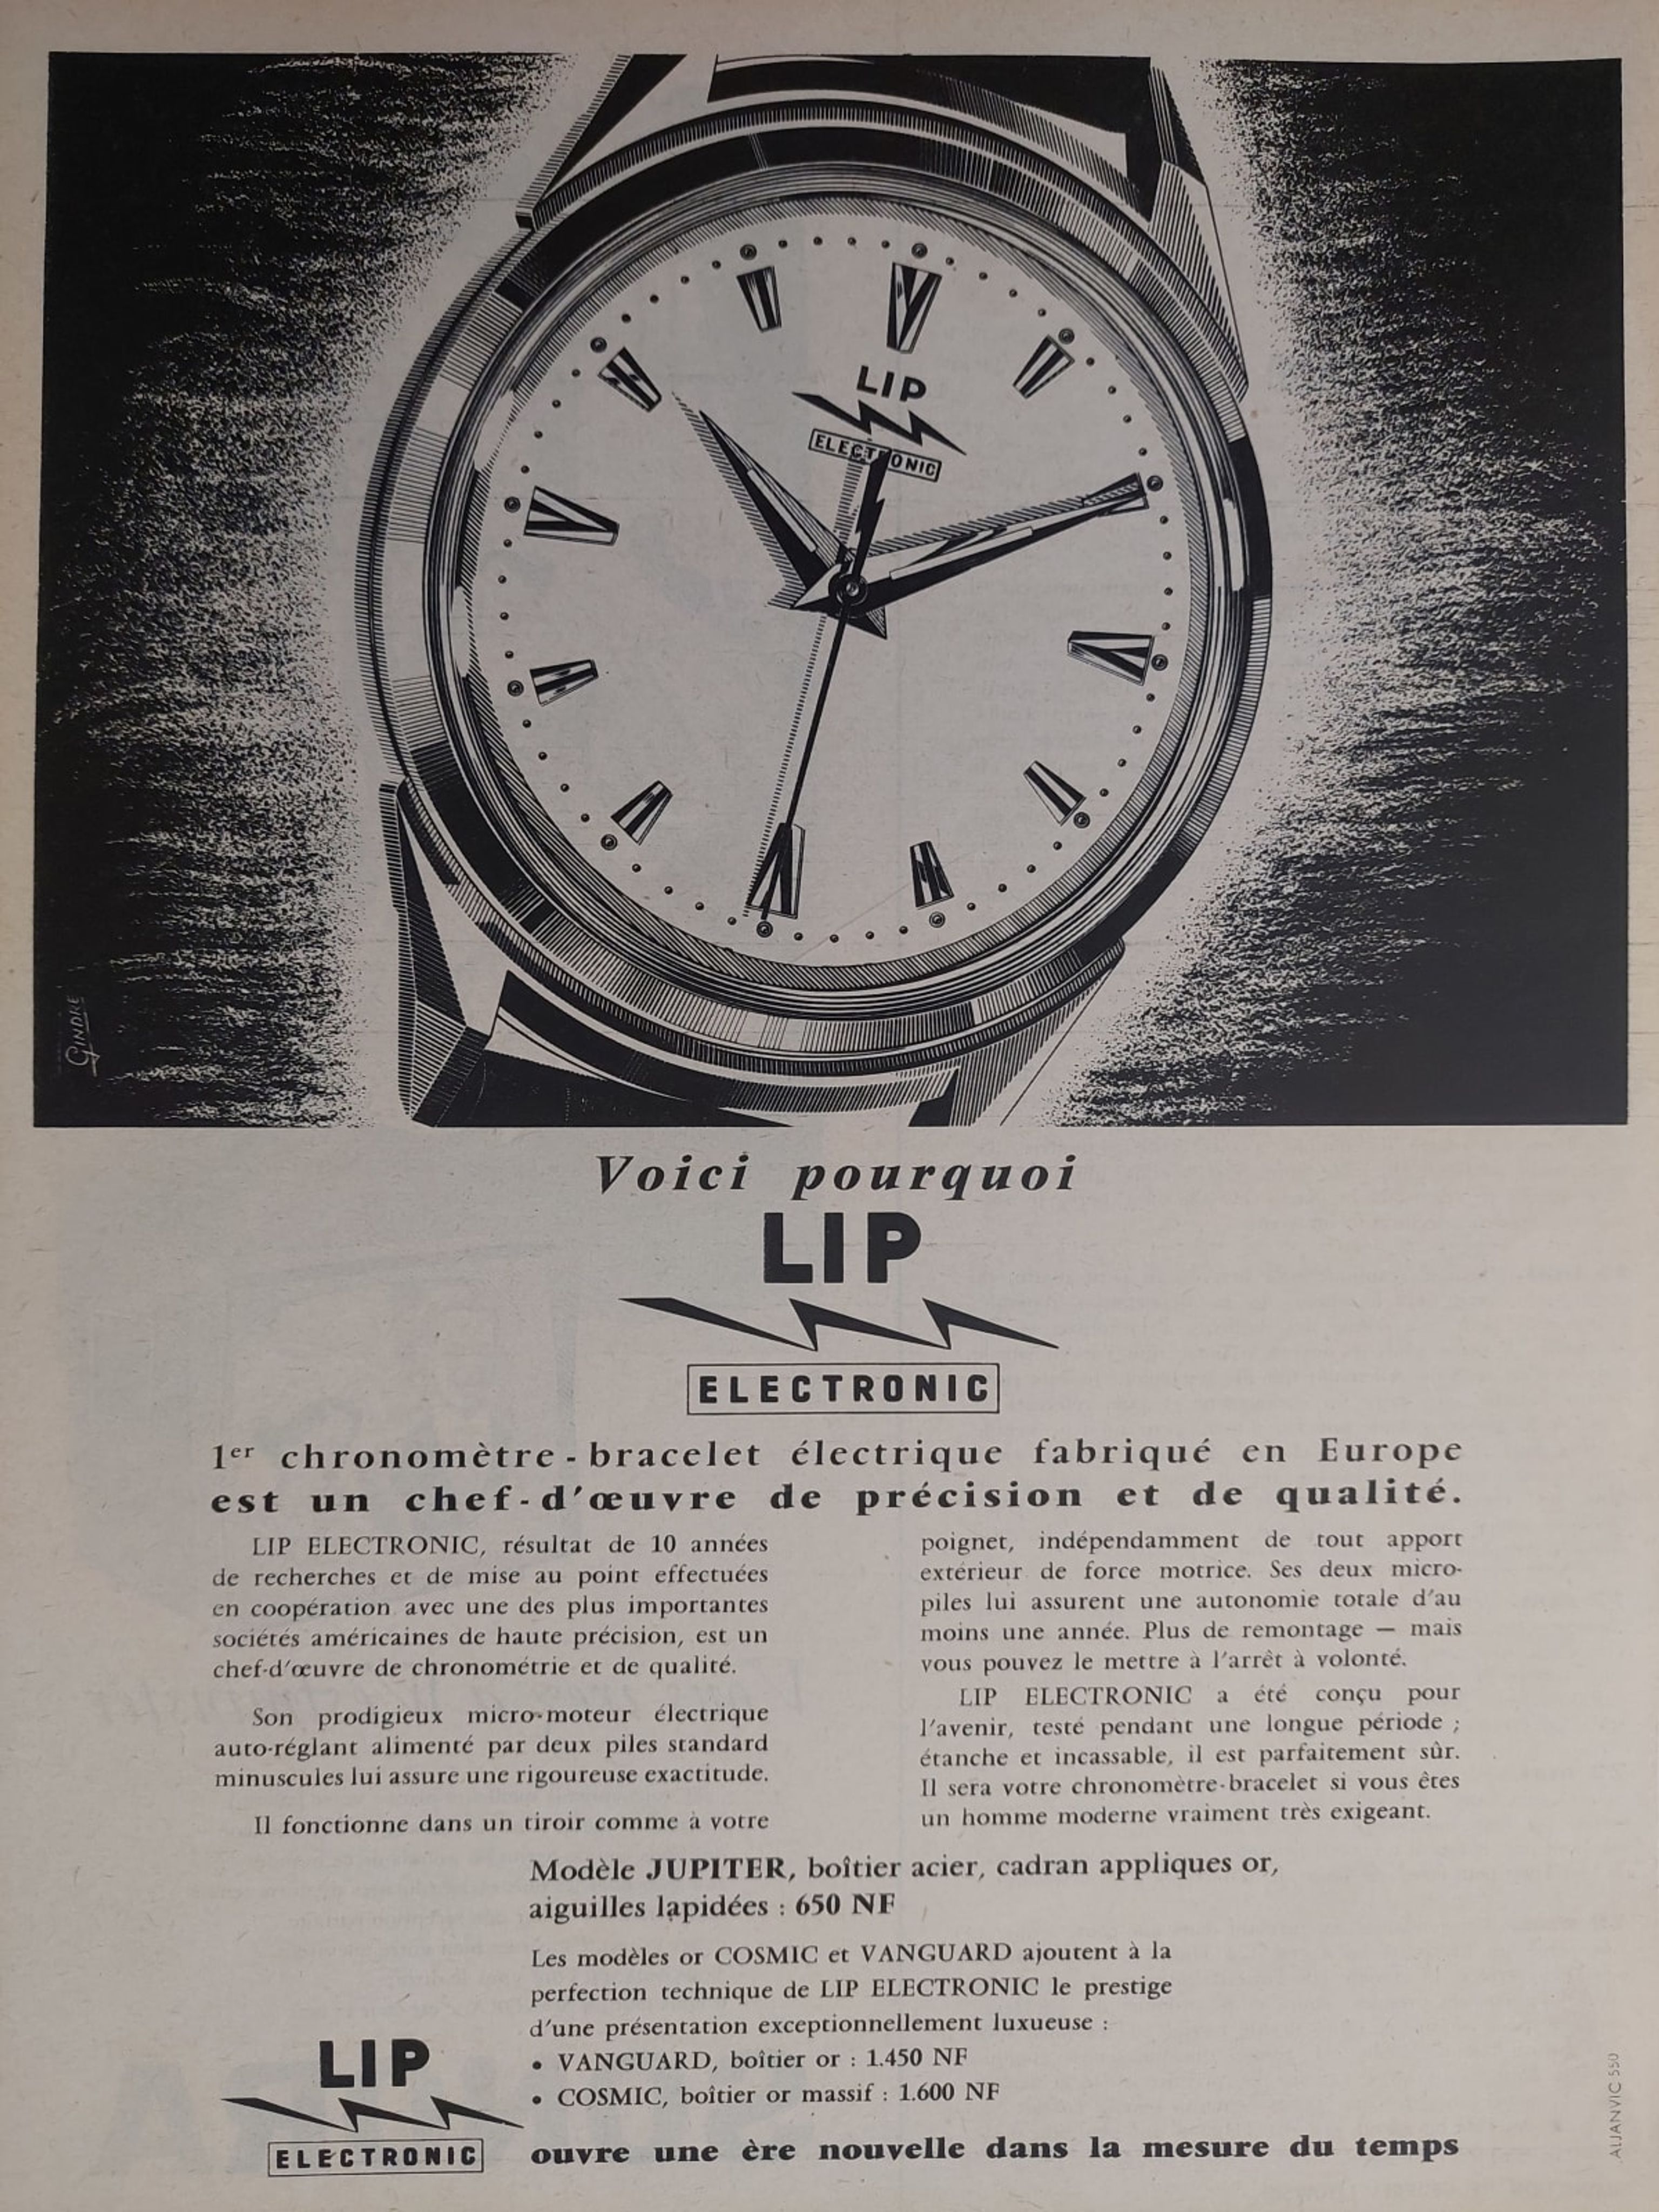 LIP
ELECTRONIC
GINDRE
Voici pourquoi
LIP
ELECTRONIC
1er chronomètre-bracelet électrique fabriqué en Europe
est un chef-d'œuvre de précision et de qualité.
LIP ELECTRONIC, résultat de 10 années
de recherches et de mise au point effectuées
en coopération avec une des plus importantes
sociétés américaines de haute précision, est un
chef-d'œuvre de chronométrie et de qualité.
Son prodigieux micro-moteur électrique
auto-réglant alimenté par deux piles standard
minuscules lui assure une rigoureuse exactitude.
Il fonctionne dans un tiroir comme à votre
poignet, indépendamment de tout apport
extérieur de force motrice. Ses deux micro-
piles lui assurent une autonomie totale d'au
moins une année. Plus de remontage — mais
vous pouvez le mettre à l'arrêt à volonté.
LIP ELECTRONIC a été conçu pour
l'avenir, testé pendant une longue période ;
étanche et incassable, il est parfaitement sûr.
Il sera votre chronomètre-bracelet si vous êtes
un homme moderne vraiment très exigeant.
Modèle JUPITER, boîtier acier, cadran appliques or,
aiguilles lapidées : 650 NF
Les modèles or COSMIC et VANGUARD ajoutent à la
perfection technique de LIP ELECTRONIC le prestige
d'une présentation exceptionnellement luxueuse :
• VANGUARD, boîtier or : 1.450 NF
• COSMIC, boîtier or massif : 1.600 NF
LIP
ELECTRONIC
ouvre une ère nouvelle dans la mesure du temps
ALJANVIC 550